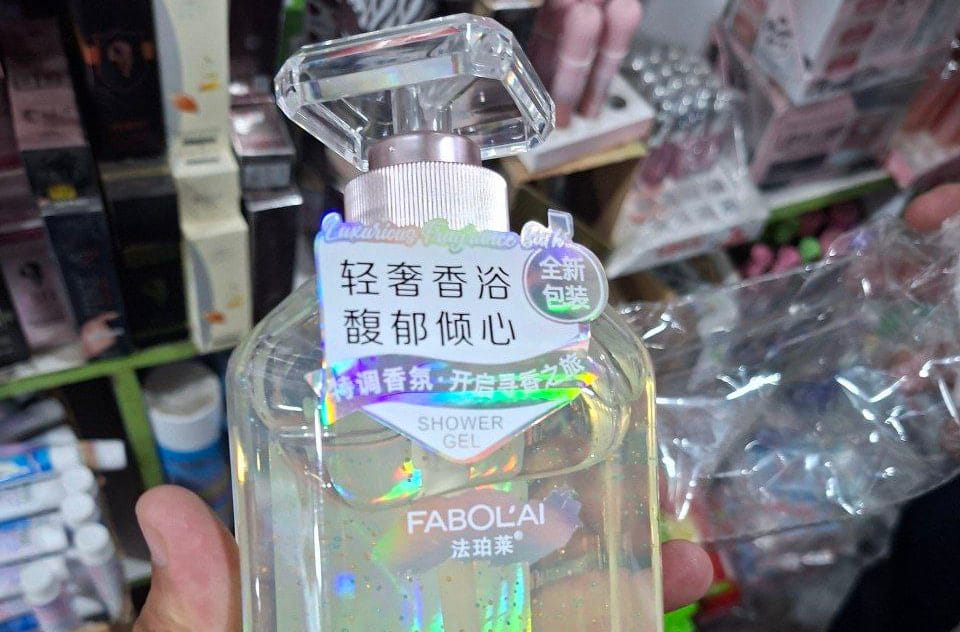 Luxurious Fragrance Bath
轻奢香浴
馥郁倾心
全新
包装
特调香氛·开启寻香之旅
SHOWER
GEL
FABOL'AI
法珀莱®